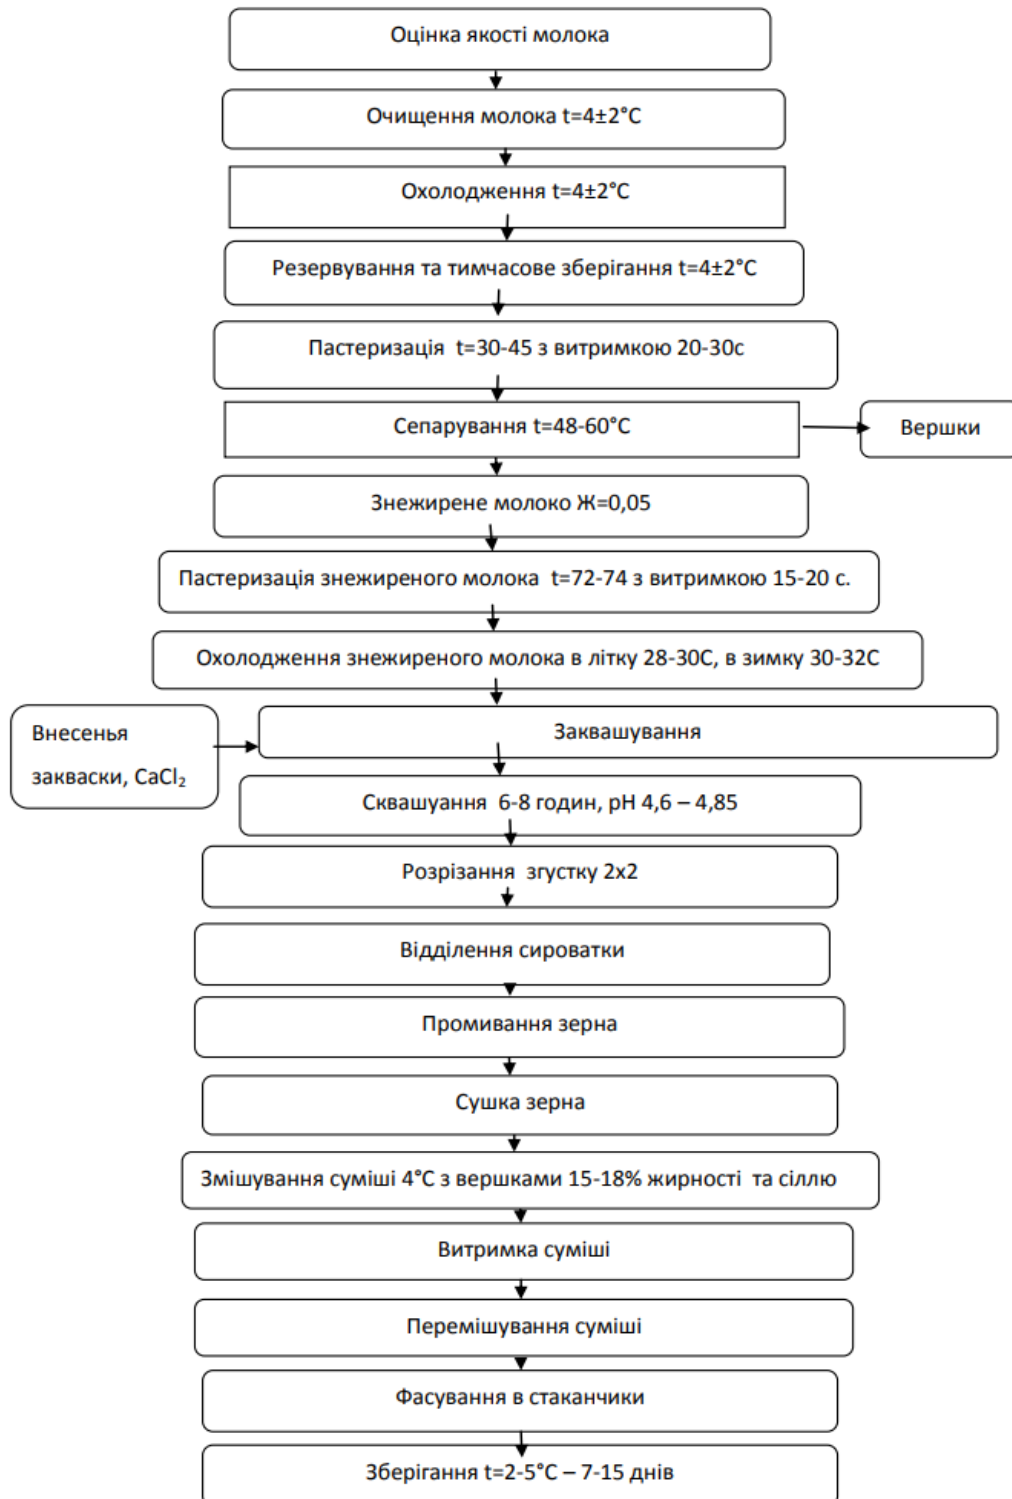 Оцінка якості молока
Очищення молока t=4±2°C
Охолодження t=4±2°C
Резервування та тимчасове зберігання t=4±2°C
Пастеризація t=30-45 з витримкою 20-30с
Сепарування t=48-60°C
Вершки
Знежирене молоко Ж=0,05
Пастеризація знежиреного молока t=72-74 з витримкою 15-20 с.
Охолодження знежиреного молока в літку 28-30С, в зимку 30-32С
Внесенья
закваски, CaCl₂
Заквашування
Сквашуання 6-8 годин, pH 4,6 – 4,85
Розрізання згустку 2х2
Відділення сироватки
Промивання зерна
Сушка зерна
Змішування суміші 4°C з вершками 15-18% жирності та сіллю
Витримка суміші
Перемішування суміші
Фасування в стаканчики
Зберігання t=2-5°C – 7-15 днів